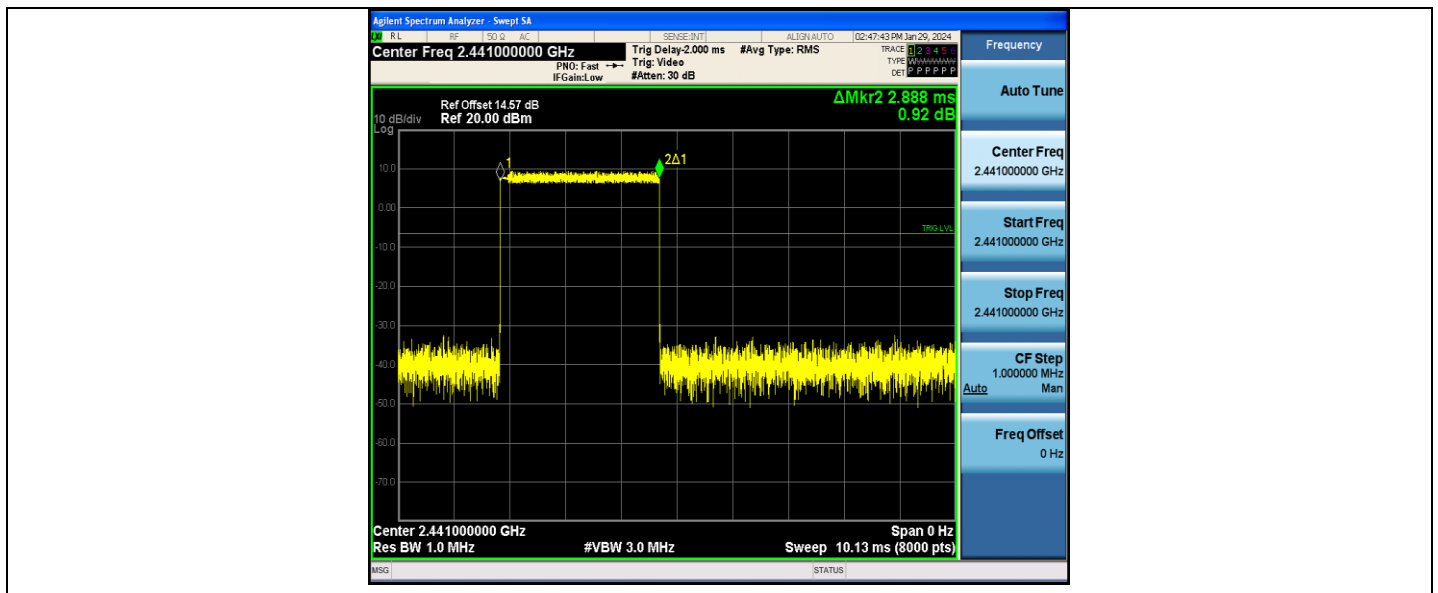 Agilent Spectrum Analyzer - Swept SA
RL RF 50 Ω AC SENSE:INT ALIGNAUTO 02:47:43 PM Jan 29, 2024
Center Freq 2.441000000 GHz
PNO: Fast
IFGain:Low
Trig Delay-2.000 ms
Trig: Video
#Atten: 30 dB
#Avg Type: RMS
TRACE 1 2 3 4 5 6
TYPE
DET P P P P P P
ΔMkr2 2.888 ms
0.92 dB
Ref Offset 14.57 dB
10 dB/div Ref 20.00 dBm
Log
1
2Δ1
10.0
0.00
TRIG LVL
-10.0
-20.0
-30.0
-40.0
-50.0
-60.0
-70.0
Center 2.441000000 GHz Span 0 Hz
Res BW 1.0 MHz #VBW 3.0 MHz Sweep 10.13 ms (8000 pts)
MSG STATUS
Frequency
Auto Tune
Center Freq
2.441000000 GHz
Start Freq
2.441000000 GHz
Stop Freq
2.441000000 GHz
CF Step
1.000000 MHz
Auto Man
Freq Offset
0 Hz